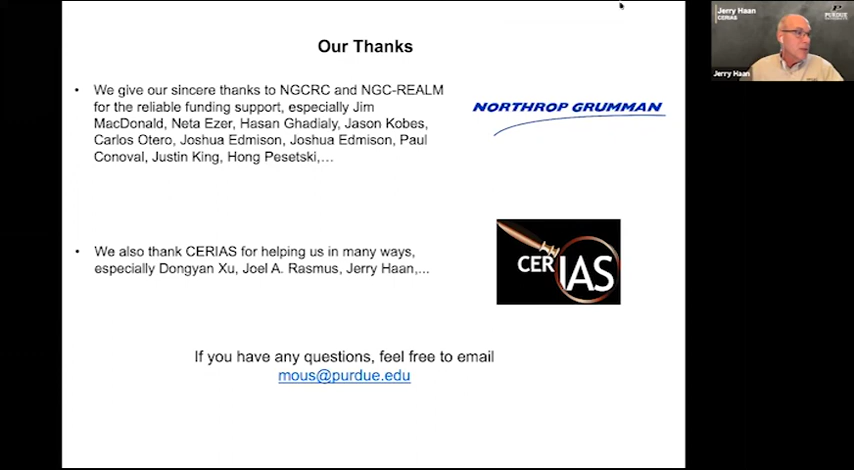 Our Thanks
• We give our sincere thanks to NGCRC and NGC-REALM
for the reliable funding support, especially Jim
MacDonald, Neta Ezer, Hasan Ghadialy, Jason Kobes,
Carlos Otero, Joshua Edmison, Joshua Edmison, Paul
Conoval, Justin King, Hong Pesetski,...
NORTHROP GRUMMAN
• We also thank CERIAS for helping us in many ways,
especially Dongyan Xu, Joel A. Rasmus, Jerry Haan,...
CERIAS
If you have any questions, feel free to email
mous@purdue.edu
Jerry Haan
CERIAS
PURDUE
Jerry Haan